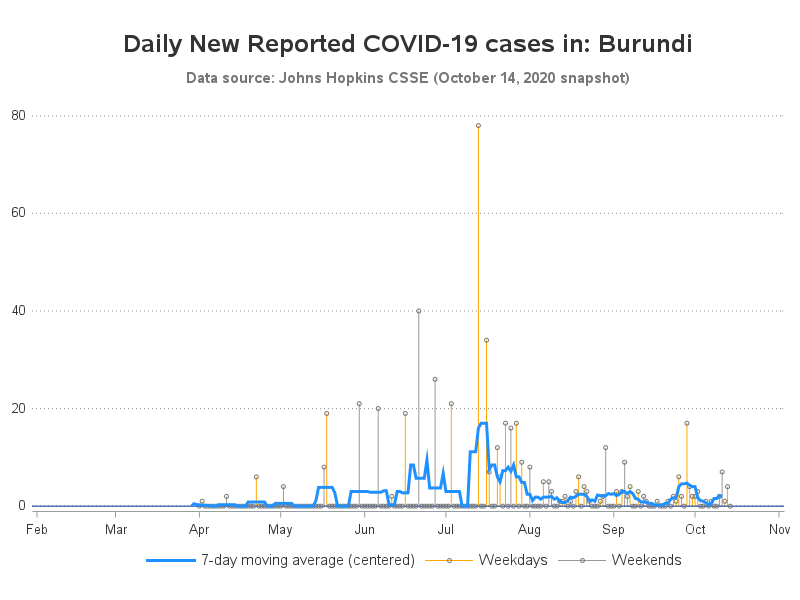 Daily New Reported COVID-19 cases in: Burundi
Data source: Johns Hopkins CSSE (October 14, 2020 snapshot)
80
60
40
20
0
Feb Mar Apr May Jun Jul Aug Sep Oct Nov
7-day moving average (centered) Weekdays Weekends